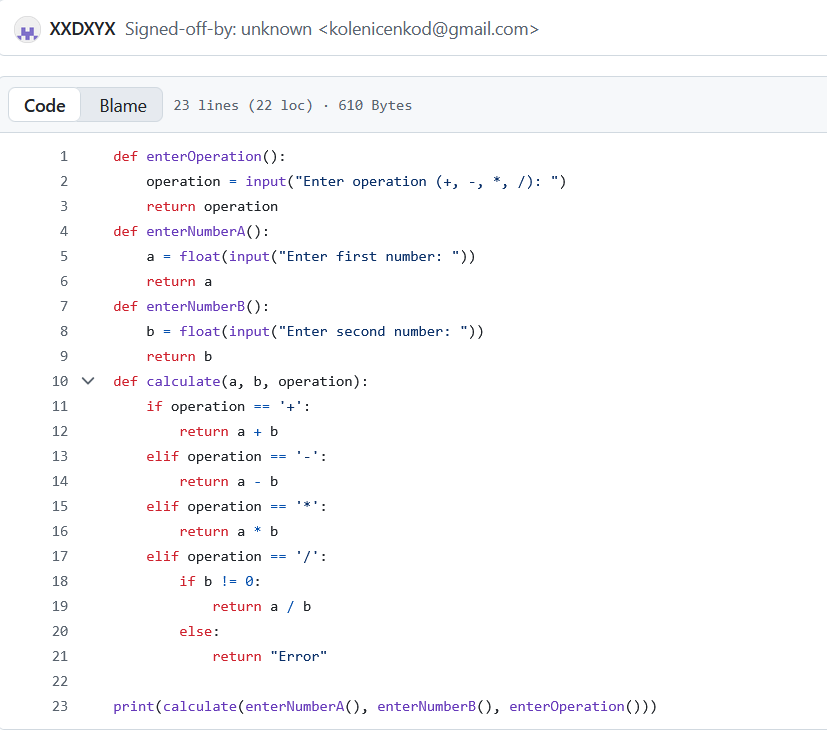 XXDXYX Signed-off-by: unknown <kolenicenkod@gmail.com>
Code Blame 23 lines (22 loc) · 610 Bytes
1 def enterOperation():
2     operation = input("Enter operation (+, -, *, /): ")
3     return operation
4 def enterNumberA():
5     a = float(input("Enter first number: "))
6     return a
7 def enterNumberB():
8     b = float(input("Enter second number: "))
9     return b
10 def calculate(a, b, operation):
11     if operation == '+':
12         return a + b
13     elif operation == '-':
14         return a - b
15     elif operation == '*':
16         return a * b
17     elif operation == '/':
18         if b != 0:
19             return a / b
20         else:
21             return "Error"
22
23 print(calculate(enterNumberA(), enterNumberB(), enterOperation()))